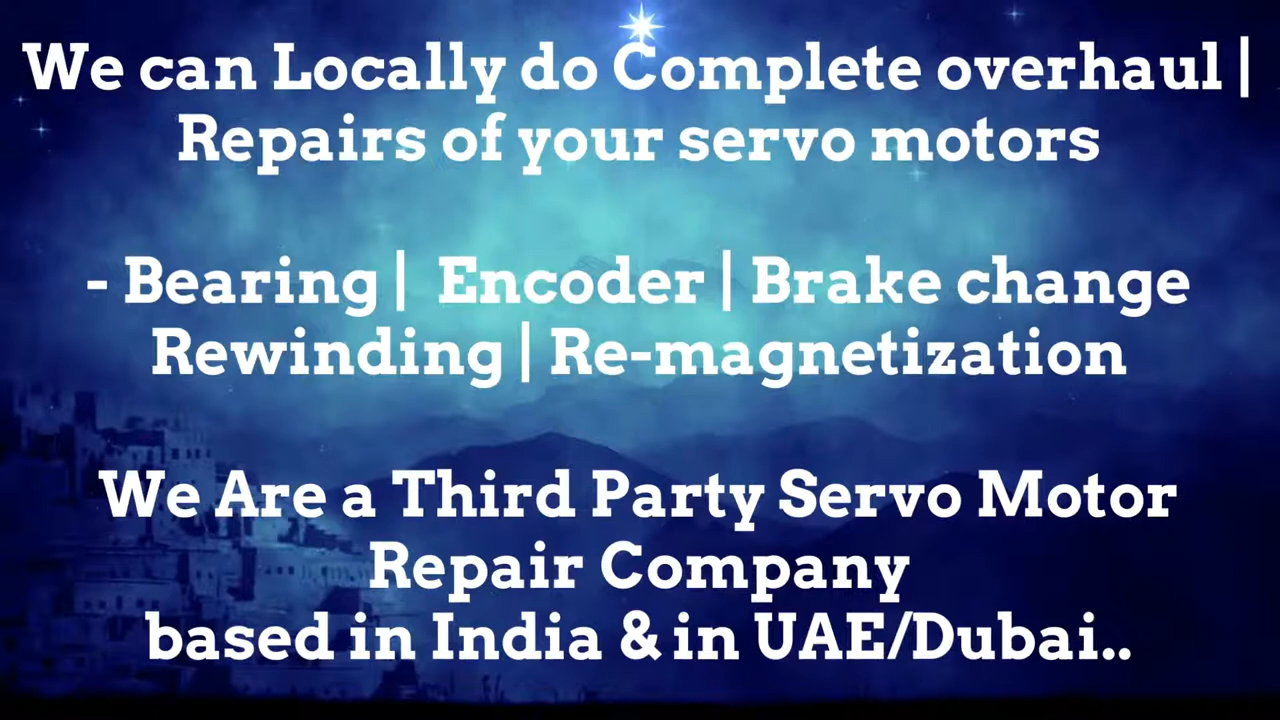 We can Locally do Complete overhaul |
Repairs of your servo motors
- Bearing | Encoder | Brake change
Rewinding | Re-magnetization
We Are a Third Party Servo Motor
Repair Company
based in India & in UAE/Dubai..